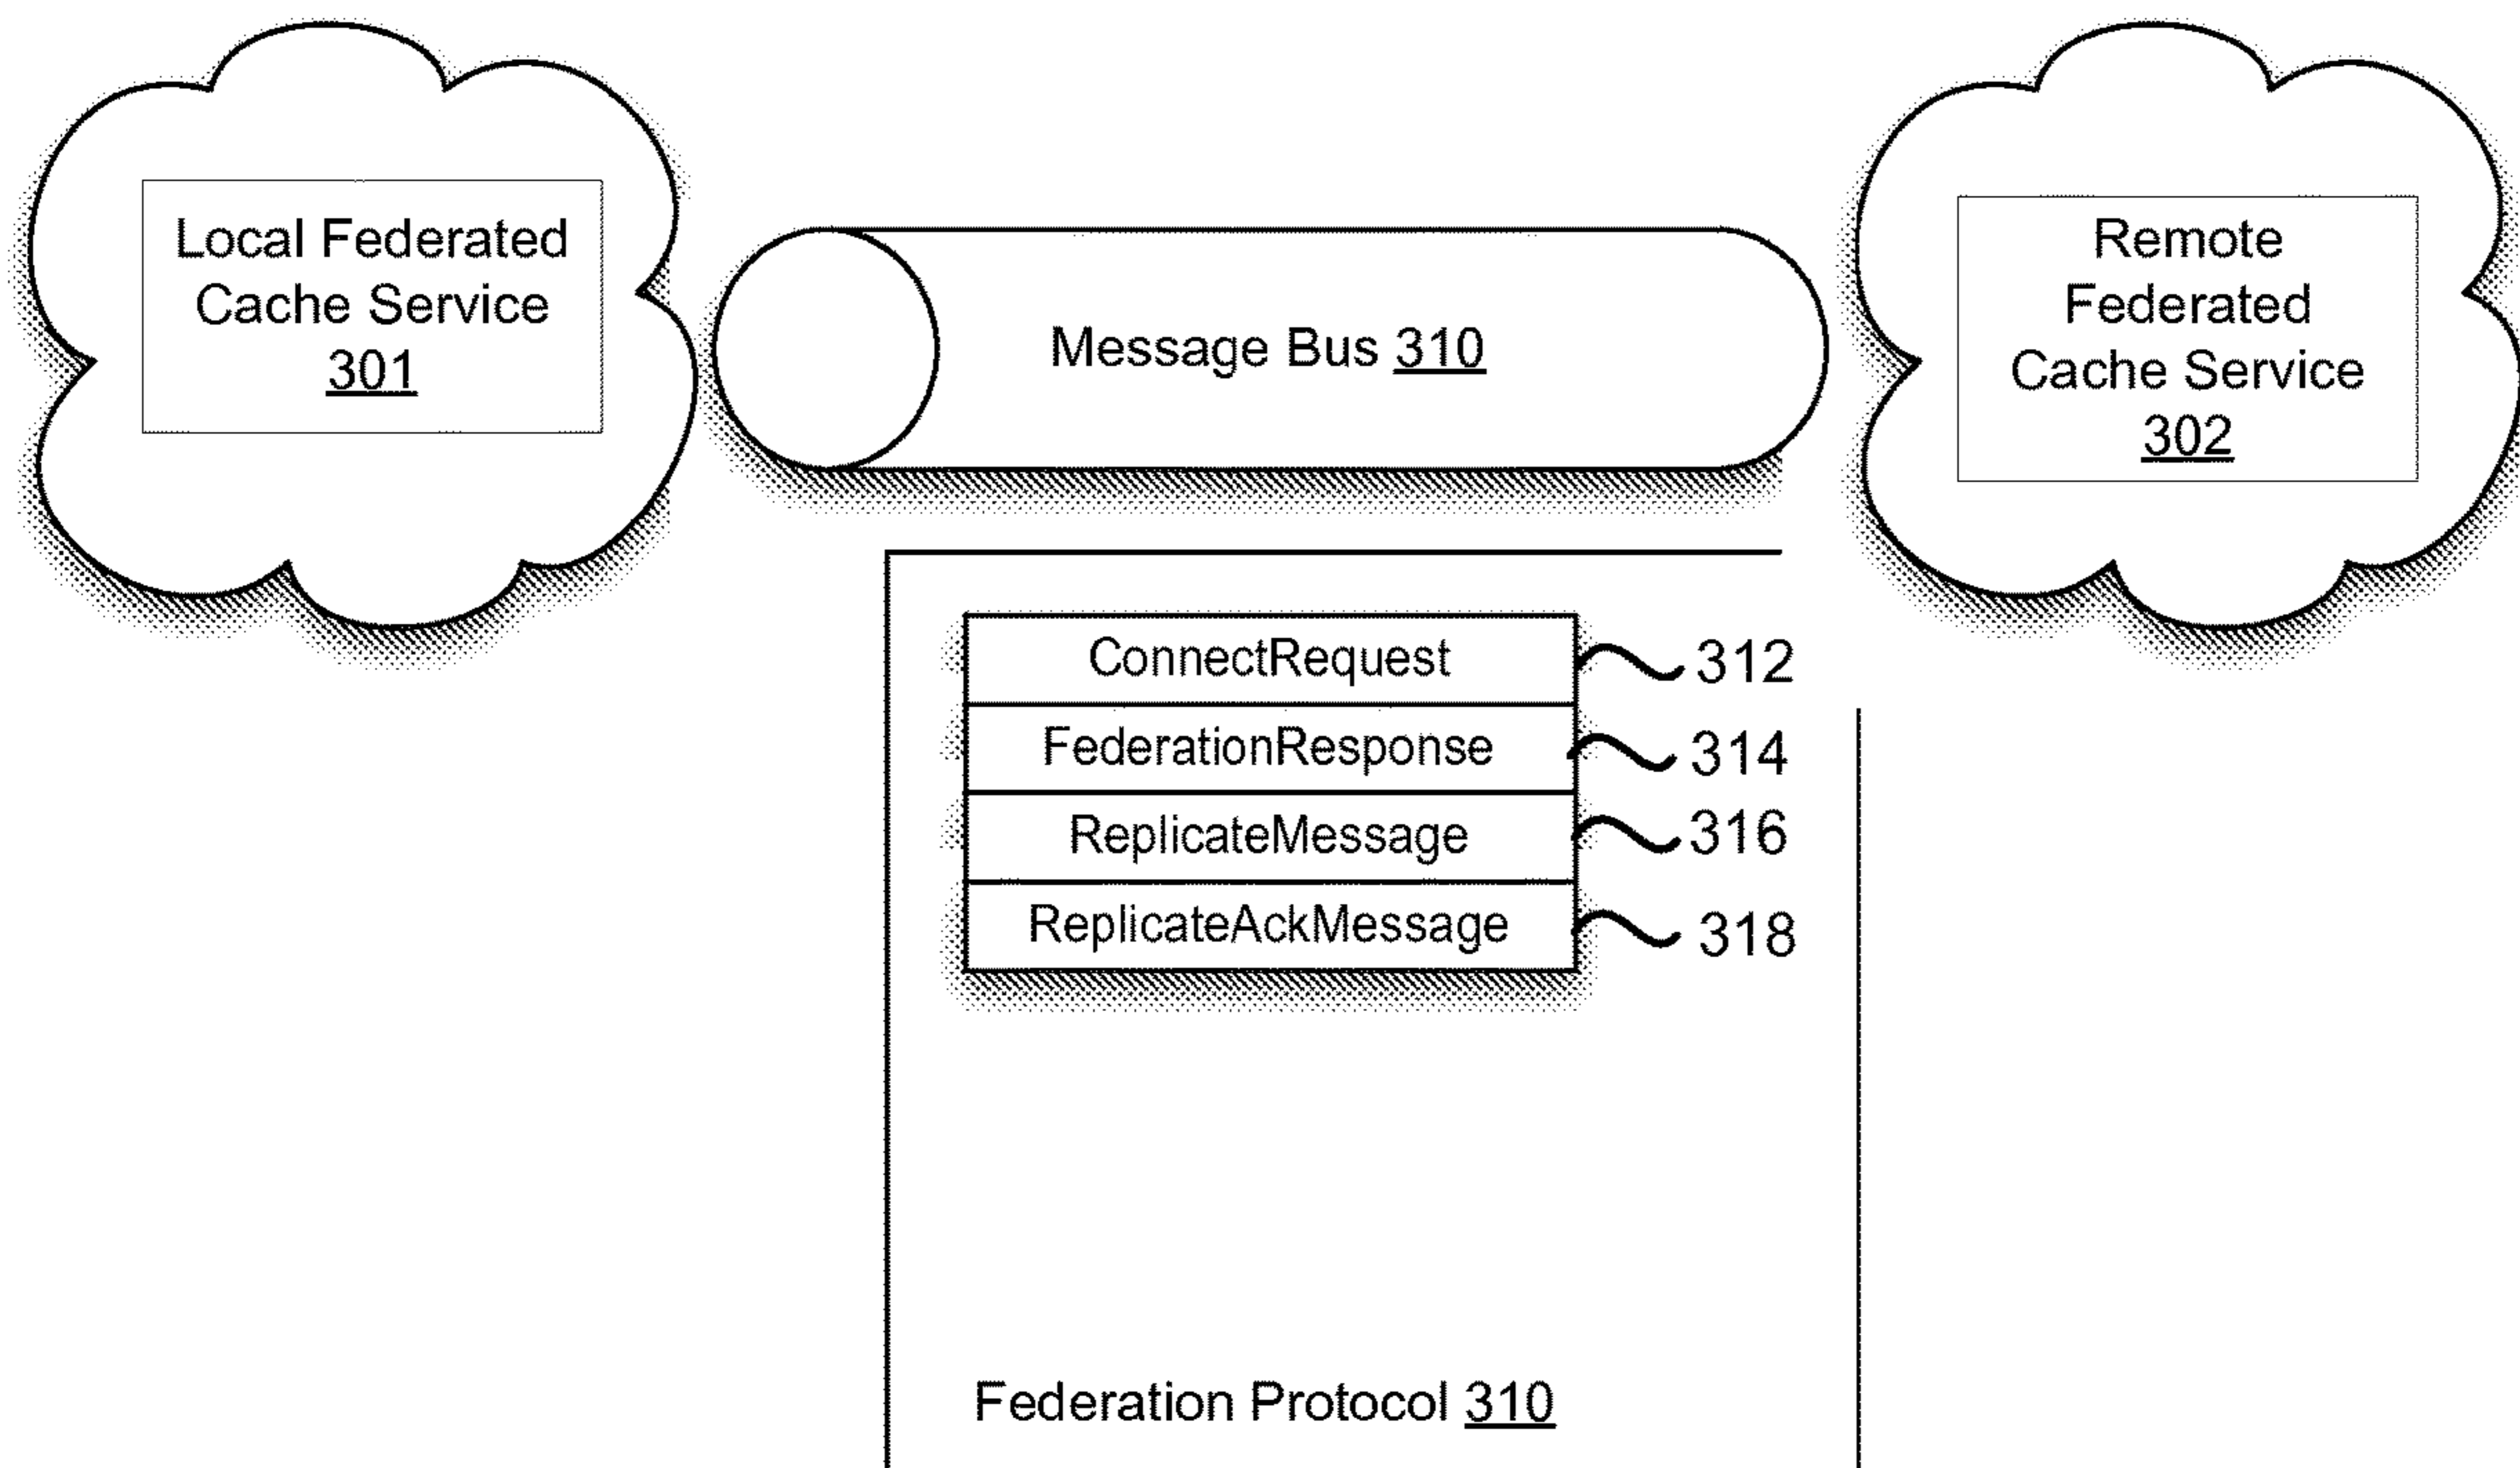 Local Federated
Cache Service
301
Message Bus 310
Remote
Federated
Cache Service
302
ConnectRequest
312
FederationResponse
314
ReplicateMessage
316
ReplicateAckMessage
318
Federation Protocol 310